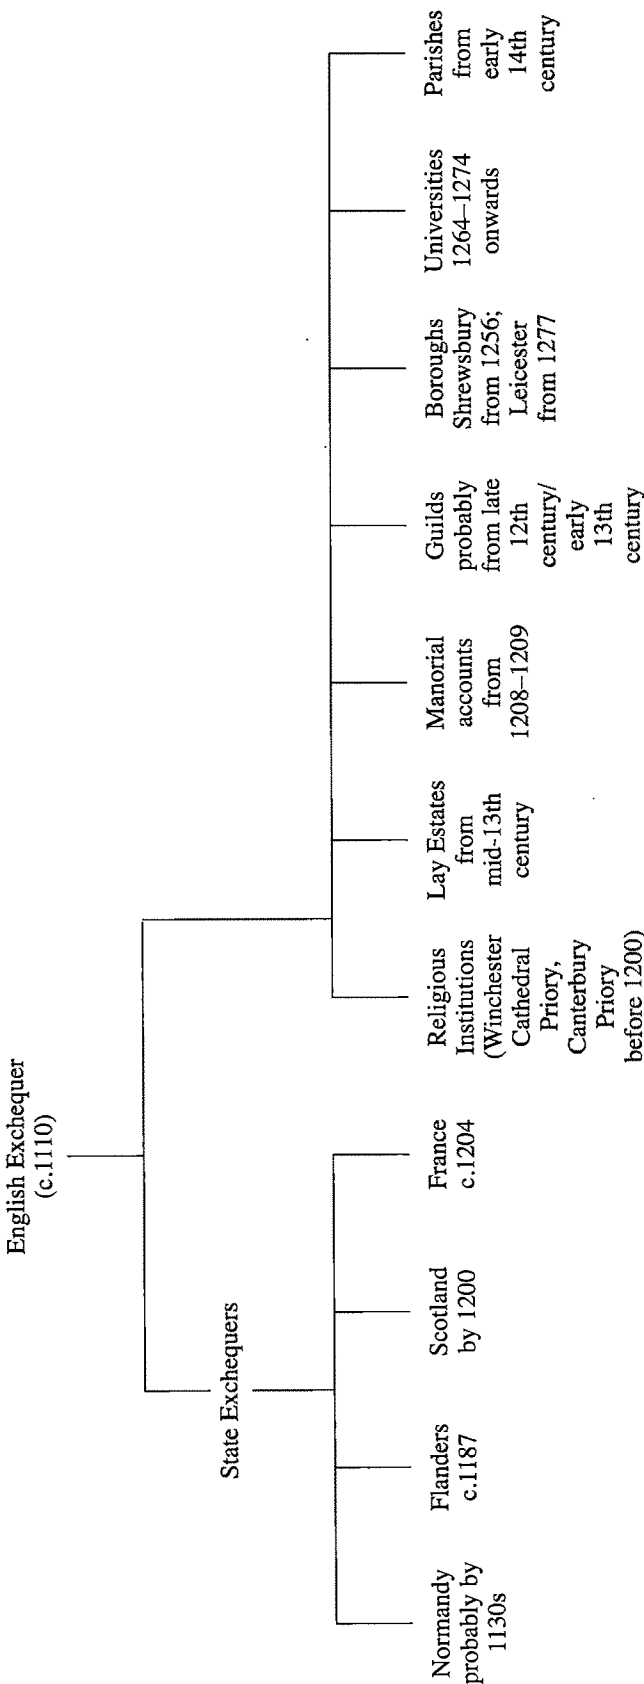 English Exchequer
(c.1110)
State Exchequers
Normandy
probably by
1130s
Flanders
c.1187
Scotland
by 1200
France
c.1204
Religious
Institutions
(Winchester
Cathedral
Priory,
Canterbury
Priory
before 1200)
Lay Estates
from
mid-13th
century
Manorial
accounts
from
1208–1209
Guilds
probably
from late
12th
century/
early
13th
century
Boroughs
Shrewsbury
from 1256;
Leicester
from 1277
Universities
1264–1274
onwards
Parishes
from
early
14th
century